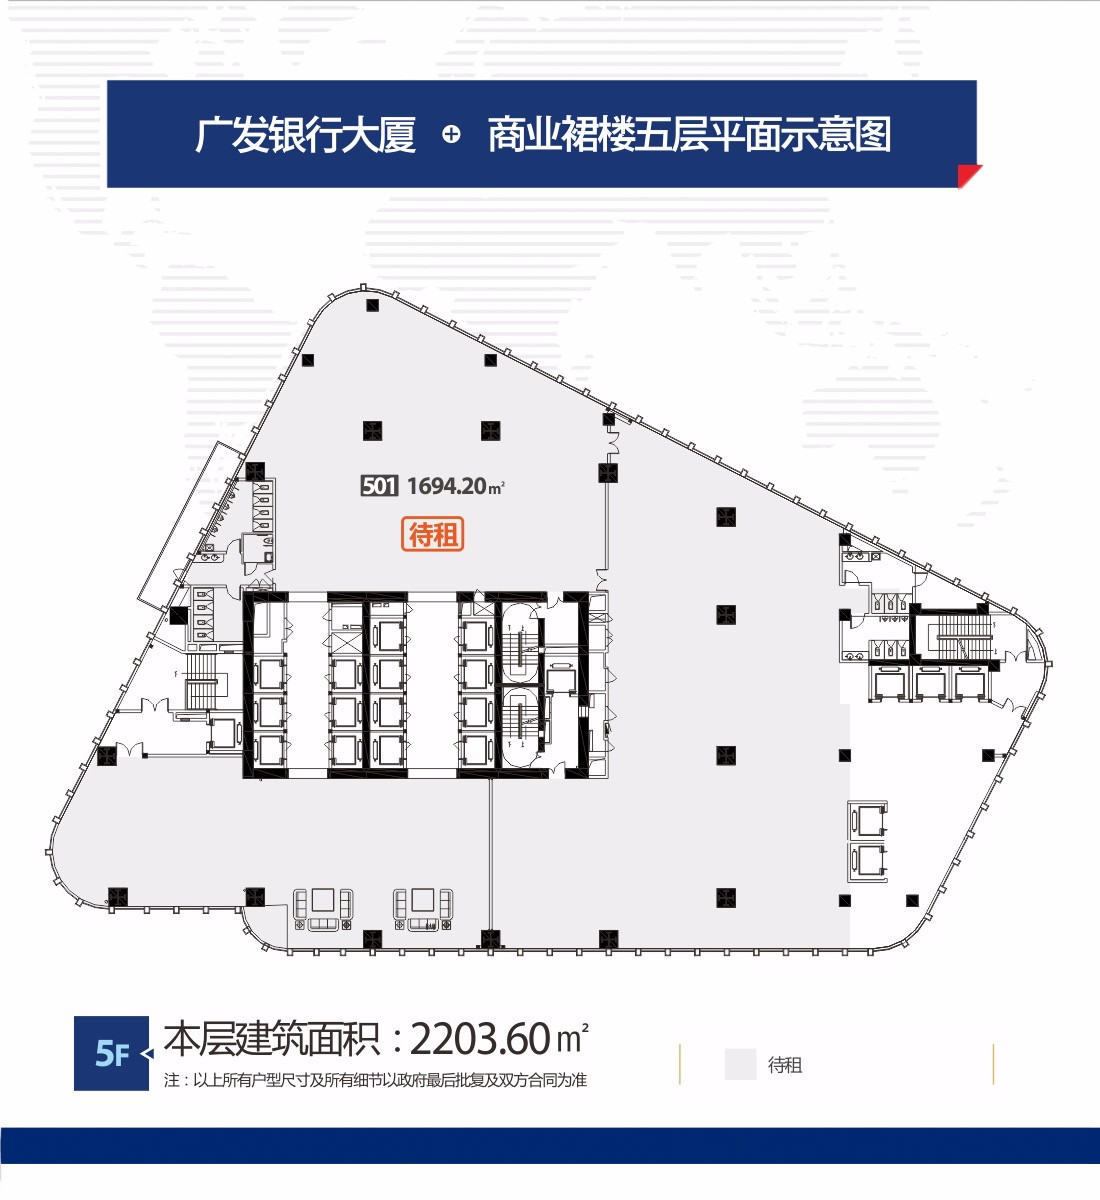 广发银行大厦 商业裙楼五层平面示意图
501 1694.20㎡
待租
5F
本层建筑面积：2203.60㎡
注：以上所有户型尺寸及所有细节以政府最后批复及双方合同为准
待租